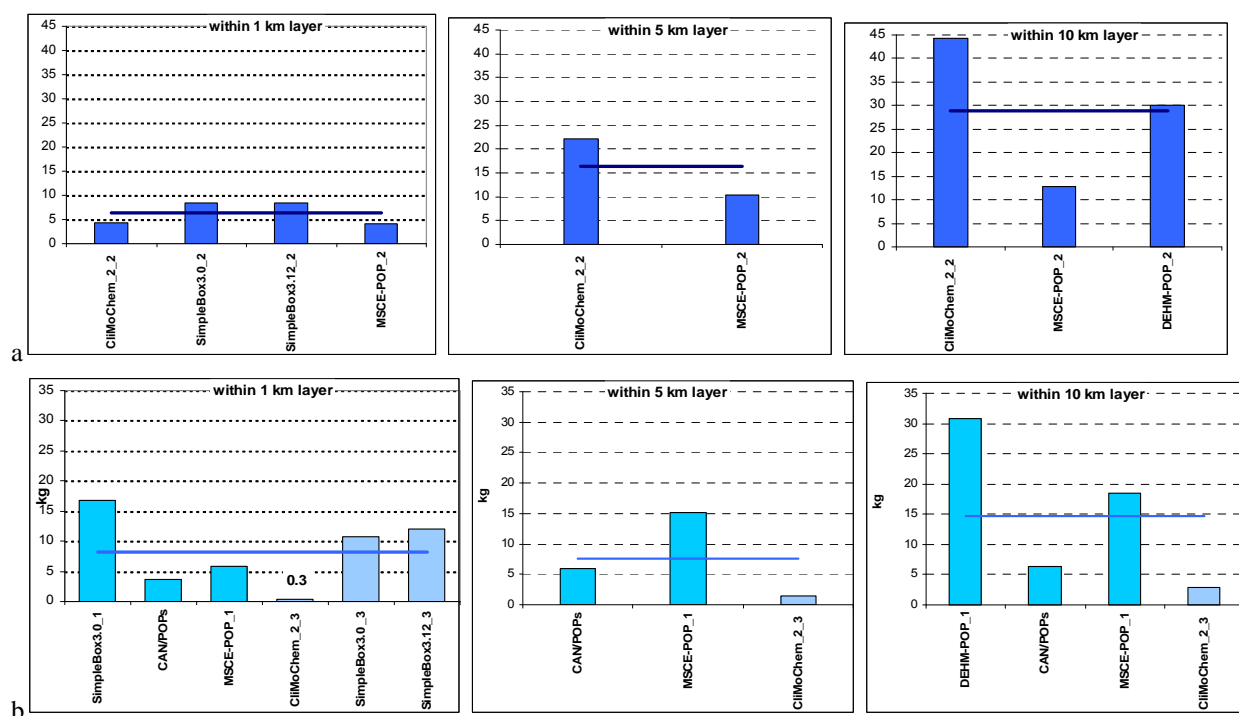 within 1 km layer
45
40
35
30
25
20
15
10
5
0
CliMoChem_2_2
SimpleBox3.0_2
SimpleBox3.12_2
MSCE-POP_2
within 5 km layer
45
40
35
30
25
20
15
10
5
0
CliMoChem_2_2
MSCE-POP_2
within 10 km layer
45
40
35
30
25
20
15
10
5
0
CliMoChem_2_2
MSCE-POP_2
DEHM-POP_2
a
within 1 km layer
35
30
25
20
15
10
5
0
kg
0.3
SimpleBox3.0_1
CAN/POPs
MSCE-POP_1
CliMoChem_2_3
SimpleBox3.0_3
SimpleBox3.12_3
within 5 km layer
35
30
25
20
15
10
5
0
kg
CAN/POPs
MSCE-POP_1
CliMoChem_2_3
within 10 km layer
35
30
25
20
15
10
5
0
kg
DEHM-POP_1
CAN/POPs
MSCE-POP_1
CliMoChem_2_3
b